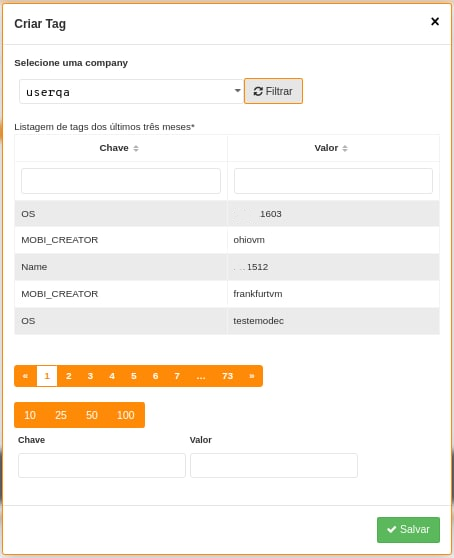 Criar Tag ×
Selecione uma company
userqa Filtrar
Listagem de tags dos últimos três meses*
Chave Valor
OS 1603
MOBI_CREATOR ohiovm
Name 1512
MOBI_CREATOR frankfurtvm
OS testemodec
« 1 2 3 4 5 6 7 ... 73 »
10 25 50 100
Chave Valor
Salvar